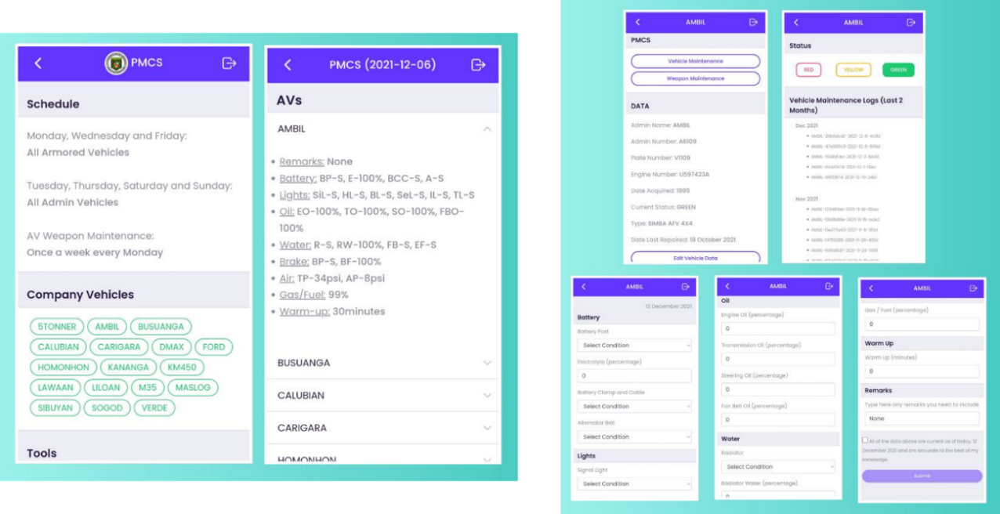 PMCS
Schedule
Monday, Wednesday and Friday:
All Armored Vehicles
Tuesday, Thursday, Saturday and Sunday:
All Admin Vehicles
AV Weapon Maintenance:
Once a week every Monday
Company Vehicles
5TONNER AMBIL BUSUANGA
CALUBIAN CARIGARA DMAX FORD
HOMONHON KANANGA KM450
LAWAAN LILOAN M35 MASLOG
SIBUYAN SOGOD VERDE
Tools
PMCS (2021-12-06)
AVs
AMBIL
• Remarks: None
• Battery: BP-S, E-100%, BCC-S, A-S
• Lights: SiL-S, HL-S, BL-S, SeL-S, IL-S, TL-S
• Oil: EO-100%, TO-100%, SO-100%, FBO-
100%
• Water: R-S, RW-100%, FB-S, EF-S
• Brake: BP-S, BF-100%
• Air: TP-34psi, AP-8psi
• Gas/Fuel: 99%
• Warm-up: 30minutes
BUSUANGA
CALUBIAN
CARIGARA
HOMONHON
AMBIL
PMCS
Vehicle Maintenance
Weapon Maintenance
DATA
Admin Name: AMBIL
Admin Number: A6109
Plate Number: V1109
Engine Number: U597423A
Date Acquired: 1995
Current Status: GREEN
Type: SIMBA AFV 4X4
Date Last Repaired: 18 October 2021
Edit Vehicle Data
AMBIL
Status
RED YELLOW GREEN
Vehicle Maintenance Logs (Last 2
Months)
Dec 2021
Nov 2021
AMBIL
12 December 2021
Battery
Battery Post
Select Condition
Electrolyte (percentage)
0
Battery Clamp and Cable
Select Condition
Alternator Belt
Select Condition
Lights
Signal Light
Select Condition
AMBIL
Oil
Engine Oil (percentage)
0
Transmission Oil (percentage)
0
Steering Oil (percentage)
0
Fan Belt Oil (percentage)
0
Water
Radiator
Select Condition
Radiator Water (percentage)
0
AMBIL
Gas / Fuel (percentage)
0
Warm Up
Warm Up (minutes)
0
Remarks
Type here any remarks you need to include
None
All of the data above are current as of today, 12
December 2021 and are accurate to the best of my
knowledge.
Submit